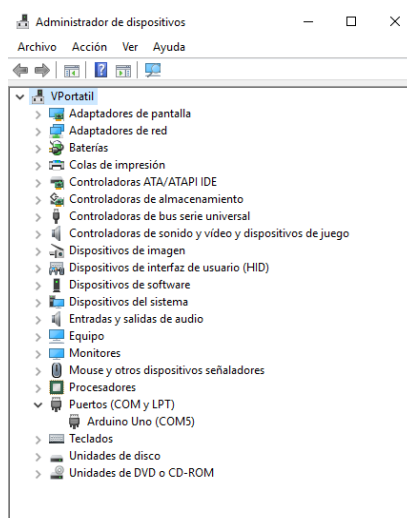 Administrador de dispositivos
Archivo Acción Ver Ayuda
VPortatil
Adaptadores de pantalla
Adaptadores de red
Baterías
Colas de impresión
Controladoras ATA/ATAPI IDE
Controladoras de almacenamiento
Controladoras de bus serie universal
Controladoras de sonido y vídeo y dispositivos de juego
Dispositivos de imagen
Dispositivos de interfaz de usuario (HID)
Dispositivos de software
Dispositivos del sistema
Entradas y salidas de audio
Equipo
Monitores
Mouse y otros dispositivos señaladores
Procesadores
Puertos (COM y LPT)
Arduino Uno (COM5)
Teclados
Unidades de disco
Unidades de DVD o CD-ROM